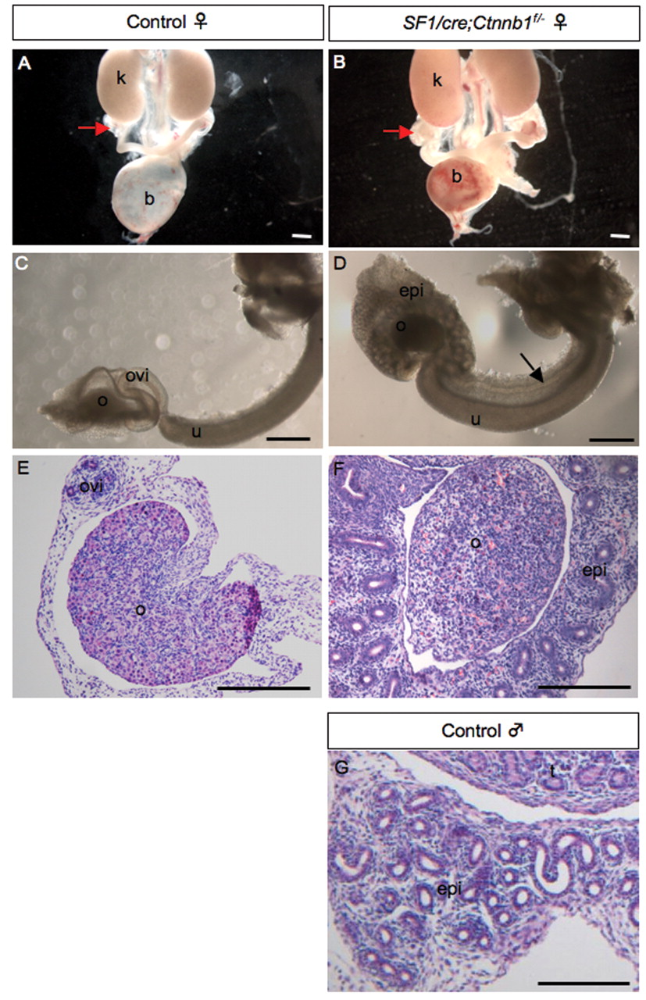 Control ♀
SF1/cre;Ctnnb1f/- ♀
A
k
b
B
k
b
C
ovi
o
u
D
epi
o
u
E
ovi
o
F
o
epi
Control ♂
G
t
epi